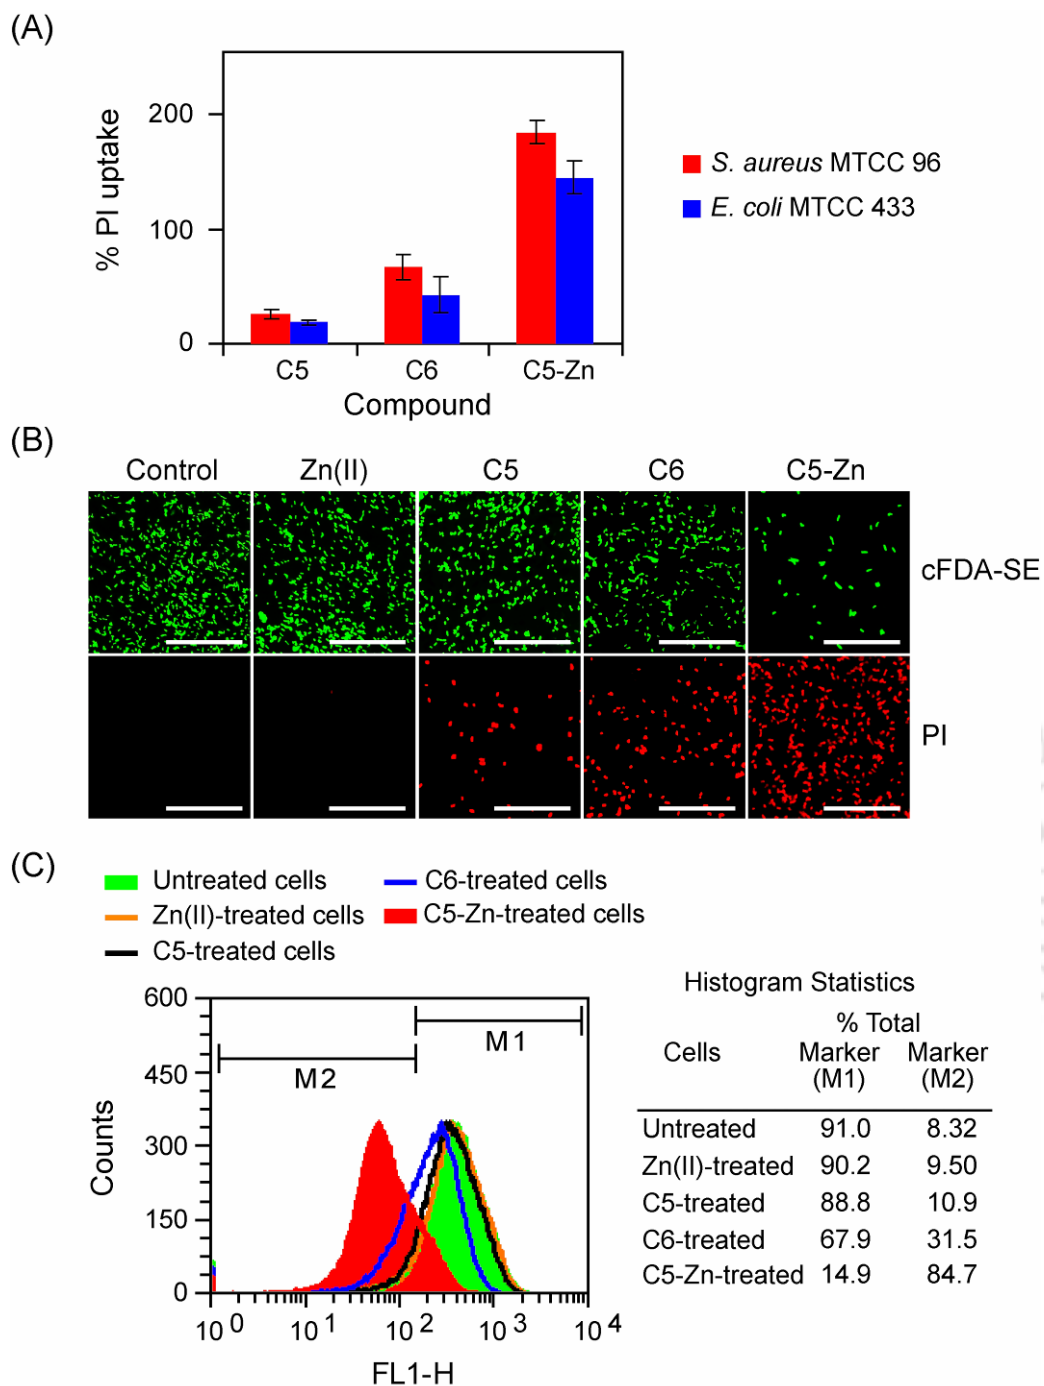 (A)
% PI uptake
200
100
0
C5 C6 C5-Zn
Compound
S. aureus MTCC 96
E. coli MTCC 433
(B)
Control Zn(II) C5 C6 C5-Zn
cFDA-SE
PI
(C)
Untreated cells
Zn(II)-treated cells
C5-treated cells
C6-treated cells
C5-Zn-treated cells
Counts
600
450
300
150
0
M1
M2
10^0 10^1 10^2 10^3 10^4
FL1-H
Histogram Statistics
% Total
Cells Marker (M1) Marker (M2)
Untreated 91.0 8.32
Zn(II)-treated 90.2 9.50
C5-treated 88.8 10.9
C6-treated 67.9 31.5
C5-Zn-treated 14.9 84.7